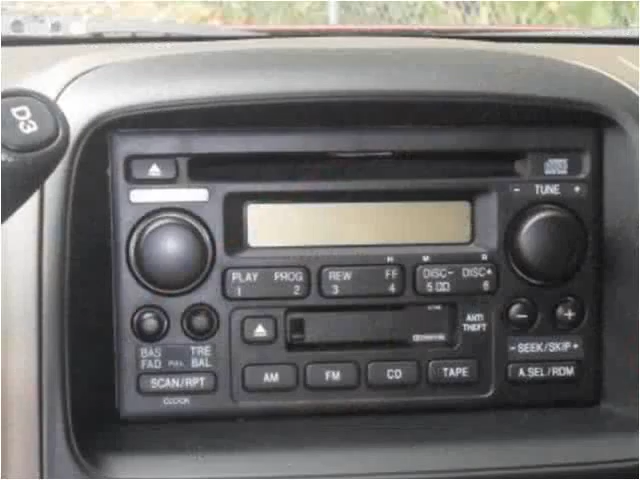 D3
- TUNE +
PLAY PROG REW FF DISC- DISC+
1 2 3 4 5 6
ANTI
THEFT
BAS TRE
FAD PULL BAL
- SEEK/SKIP +
SCAN/RPT AM FM CD TAPE A.SEL/RDM
CLOCK